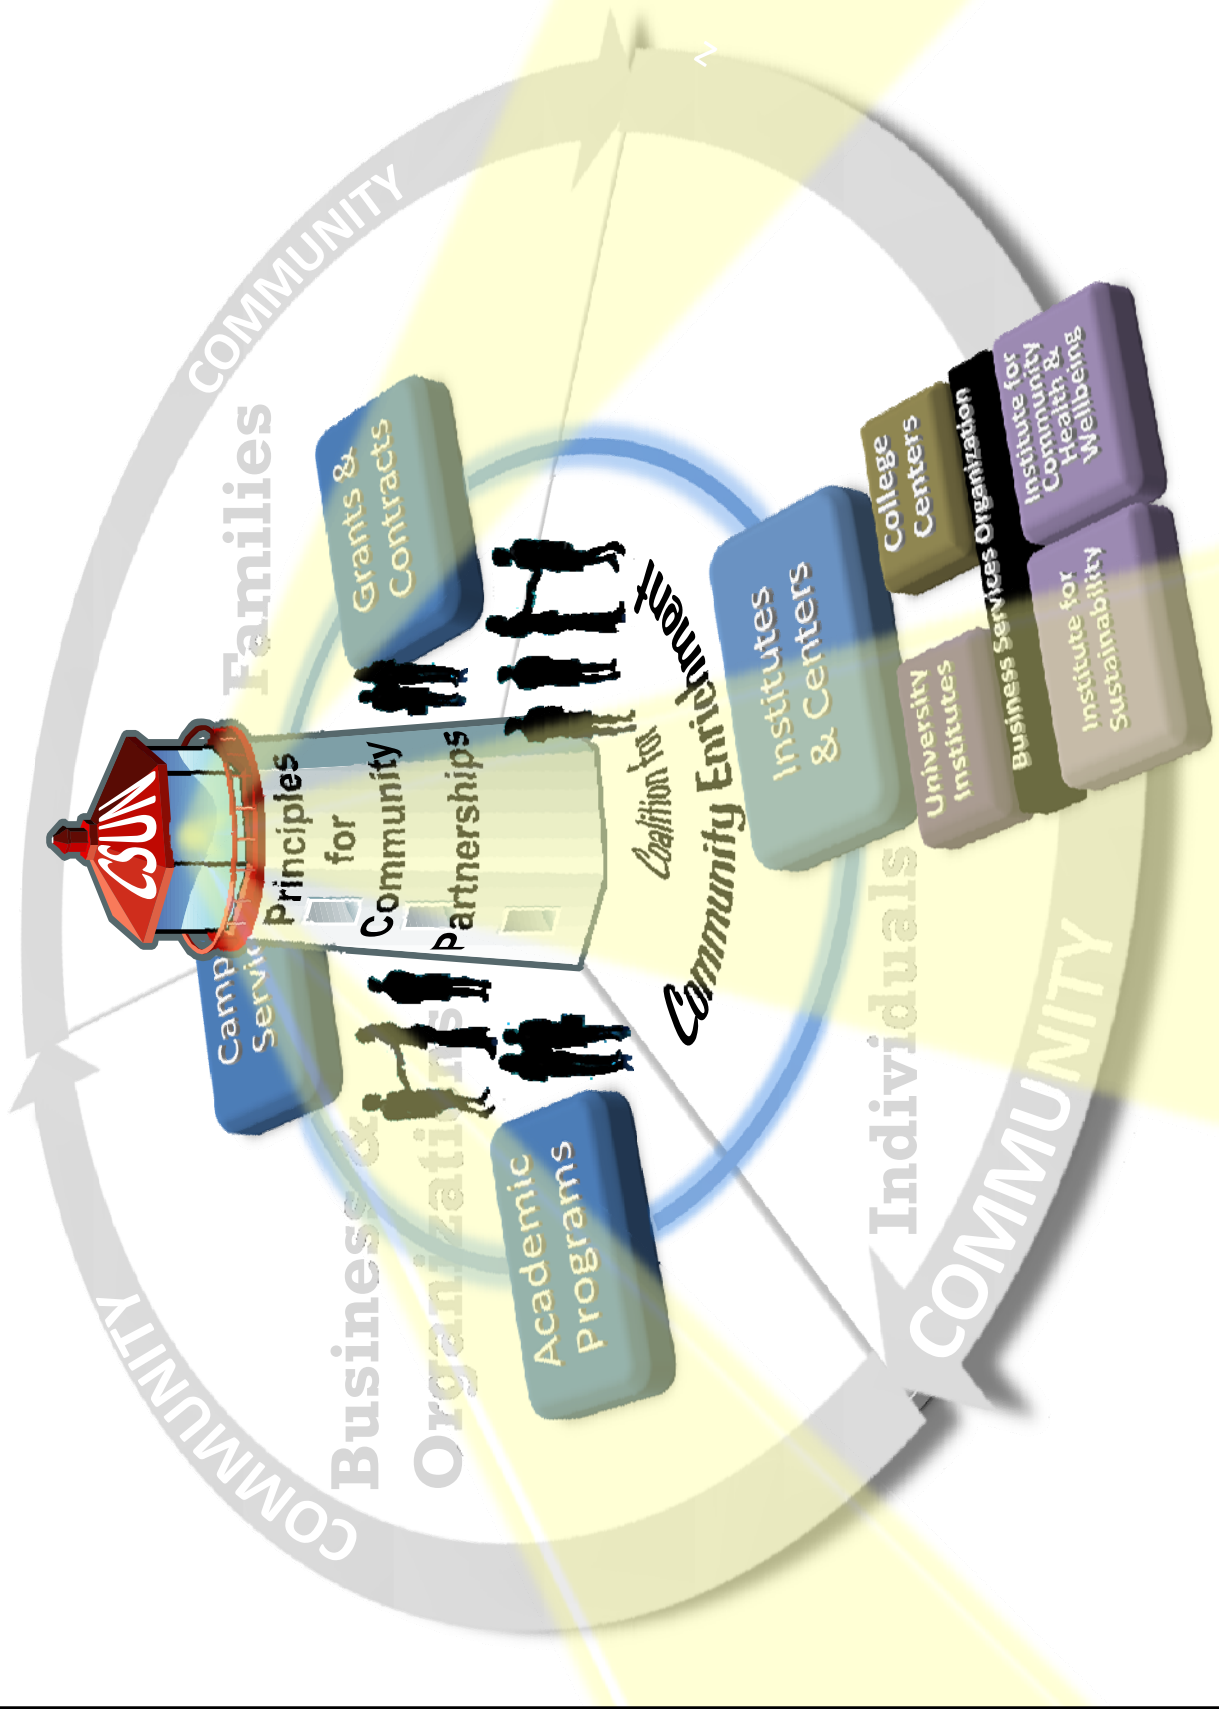 CSUN
Principles
for
Community
Partnerships
Families
Business &
Organizations
Individuals
COMMUNITY
COMMUNITY
COMMUNITY
Grants &
Contracts
Academic
Programs
Coalition for
Community Enrichment
Institutes
& Centers
University
Institutes
College
Centers
Business Services Organization
Institute for
Sustainability
Institute for
Community
Health &
Wellbeing
2